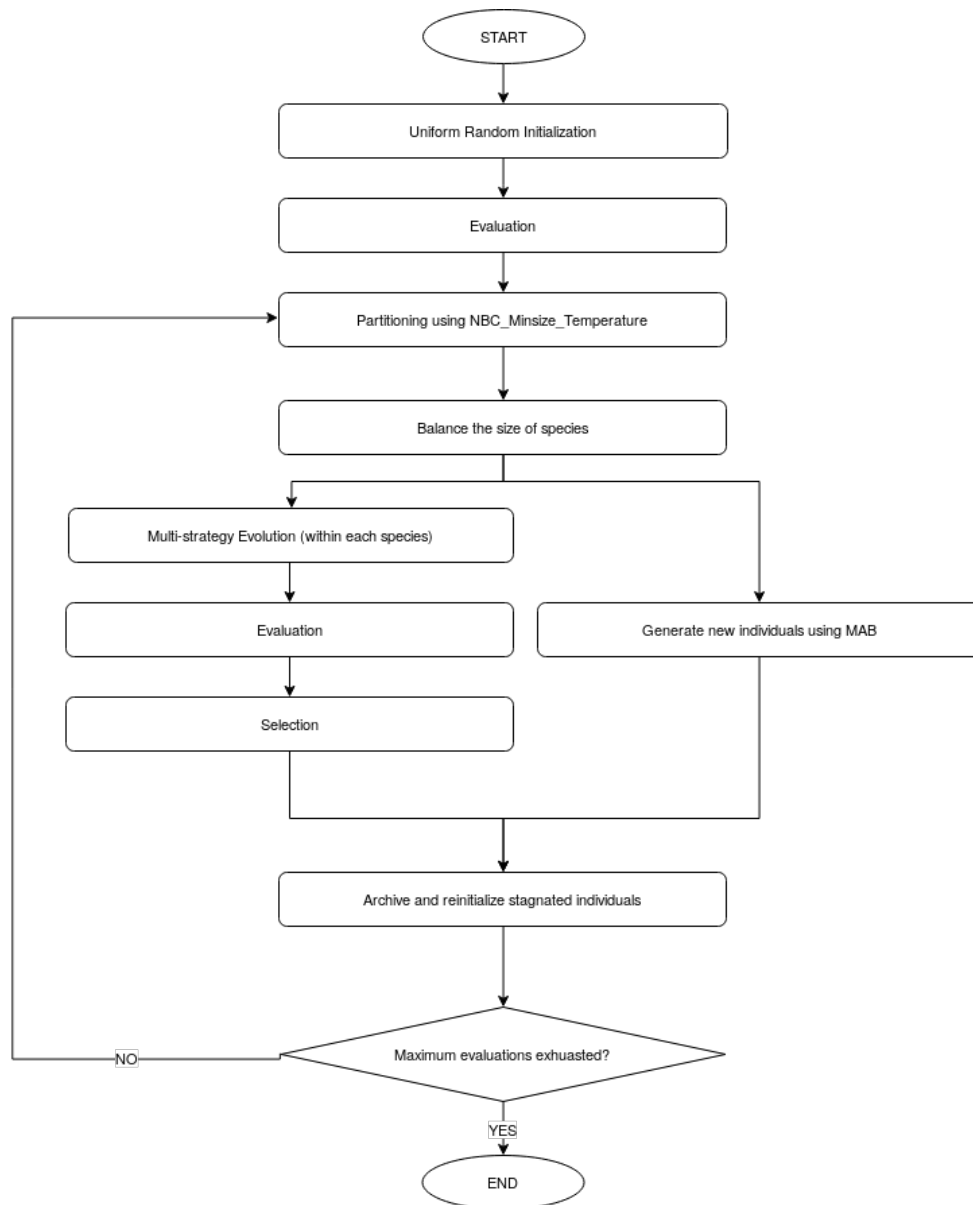 START
Uniform Random Initialization
Evaluation
Partitioning using NBC_Minsize_Temperature
Balance the size of species
Multi-strategy Evolution (within each species)
Evaluation
Generate new individuals using MAB
Selection
Archive and reinitialize stagnated individuals
Maximum evaluations exhuasted?
NO
YES
END